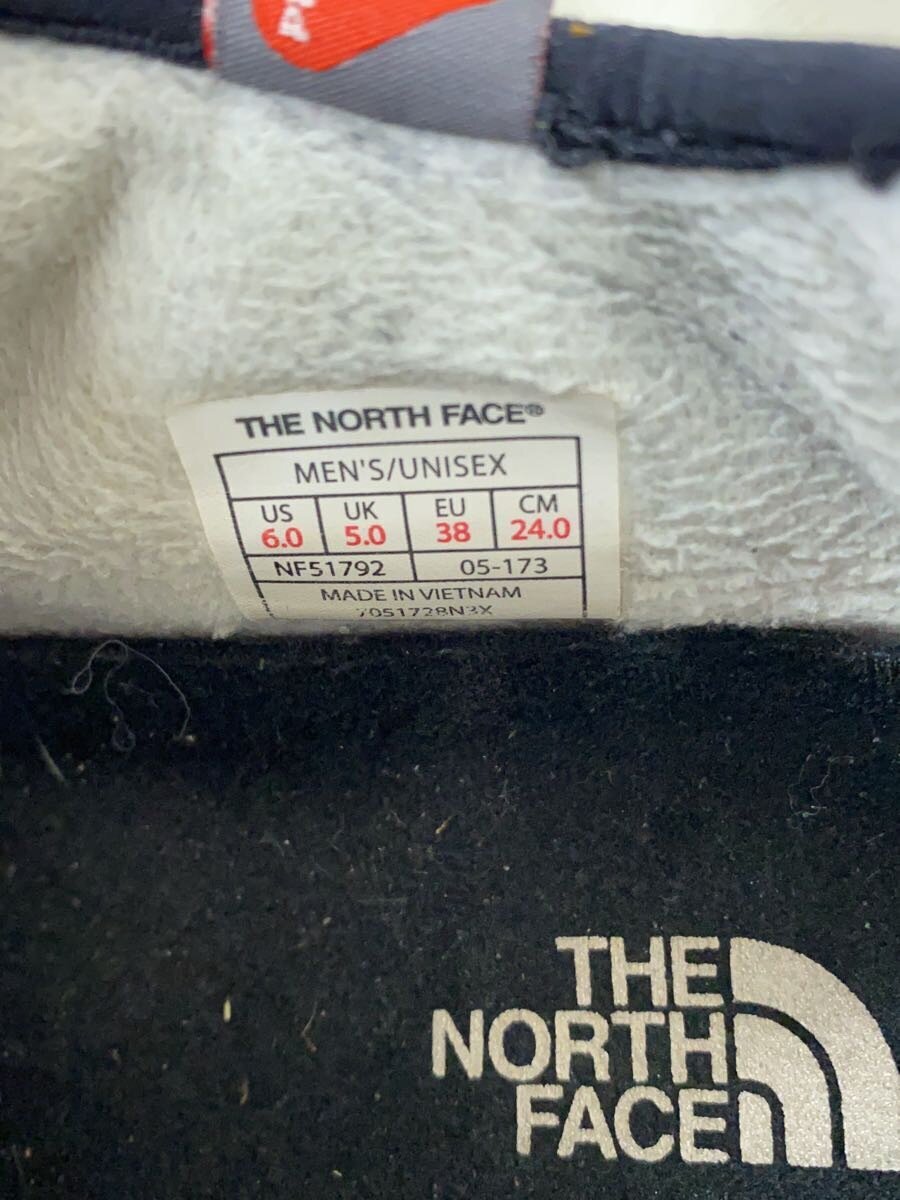 THE NORTH FACE®
MEN'S/UNISEX
US UK EU CM
6.0 5.0 38 24.0
NF51792 05-173
MADE IN VIETNAM
7051728N3X
THE
NORTH
FACE